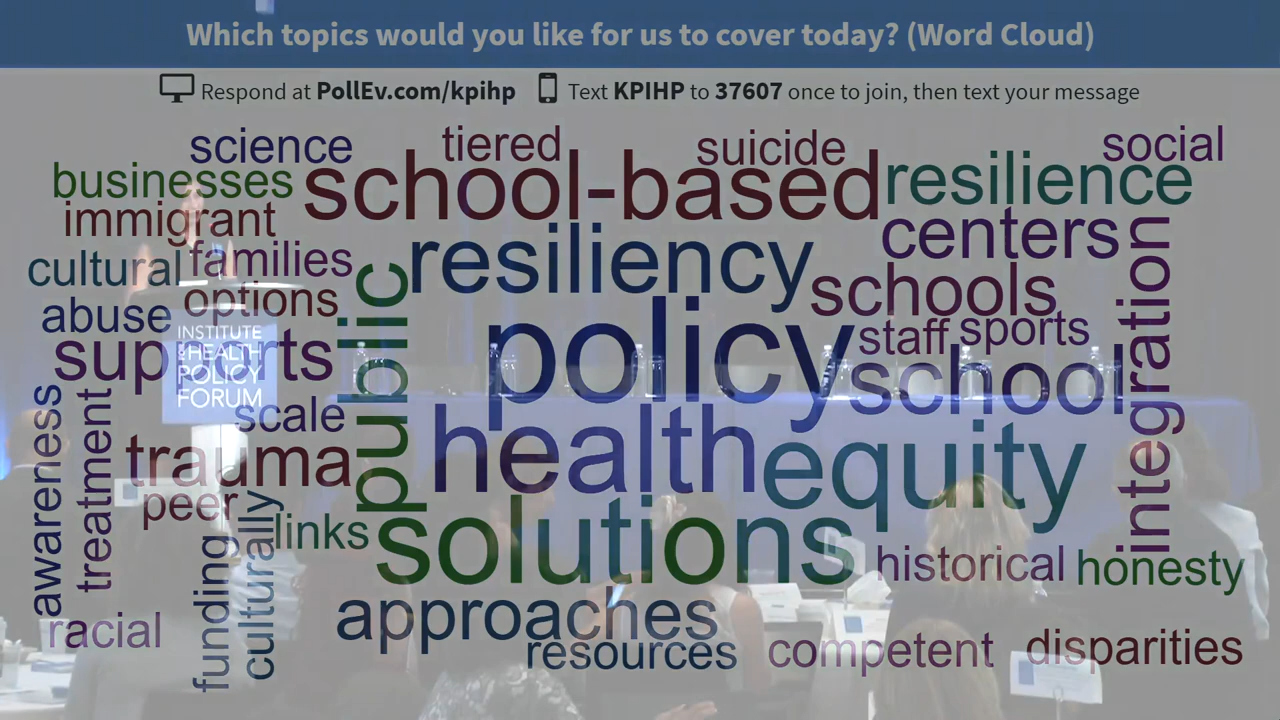 Which topics would you like for us to cover today? (Word Cloud)
Respond at PollEv.com/kpihp Text KPIHP to 37607 once to join, then text your message
science
tiered
suicide
social
businesses
school-based
resilience
immigrant
centers
cultural
families
resiliency
schools
integration
abuse
options
public
policy
staff
sports
supports
school
INSTITUTE
for HEALTH
POLICY
FORUM
scale
awareness
treatment
trauma
health
equity
peer
links
solutions
historical
honesty
funding
culturally
racial
approaches
resources
competent
disparities